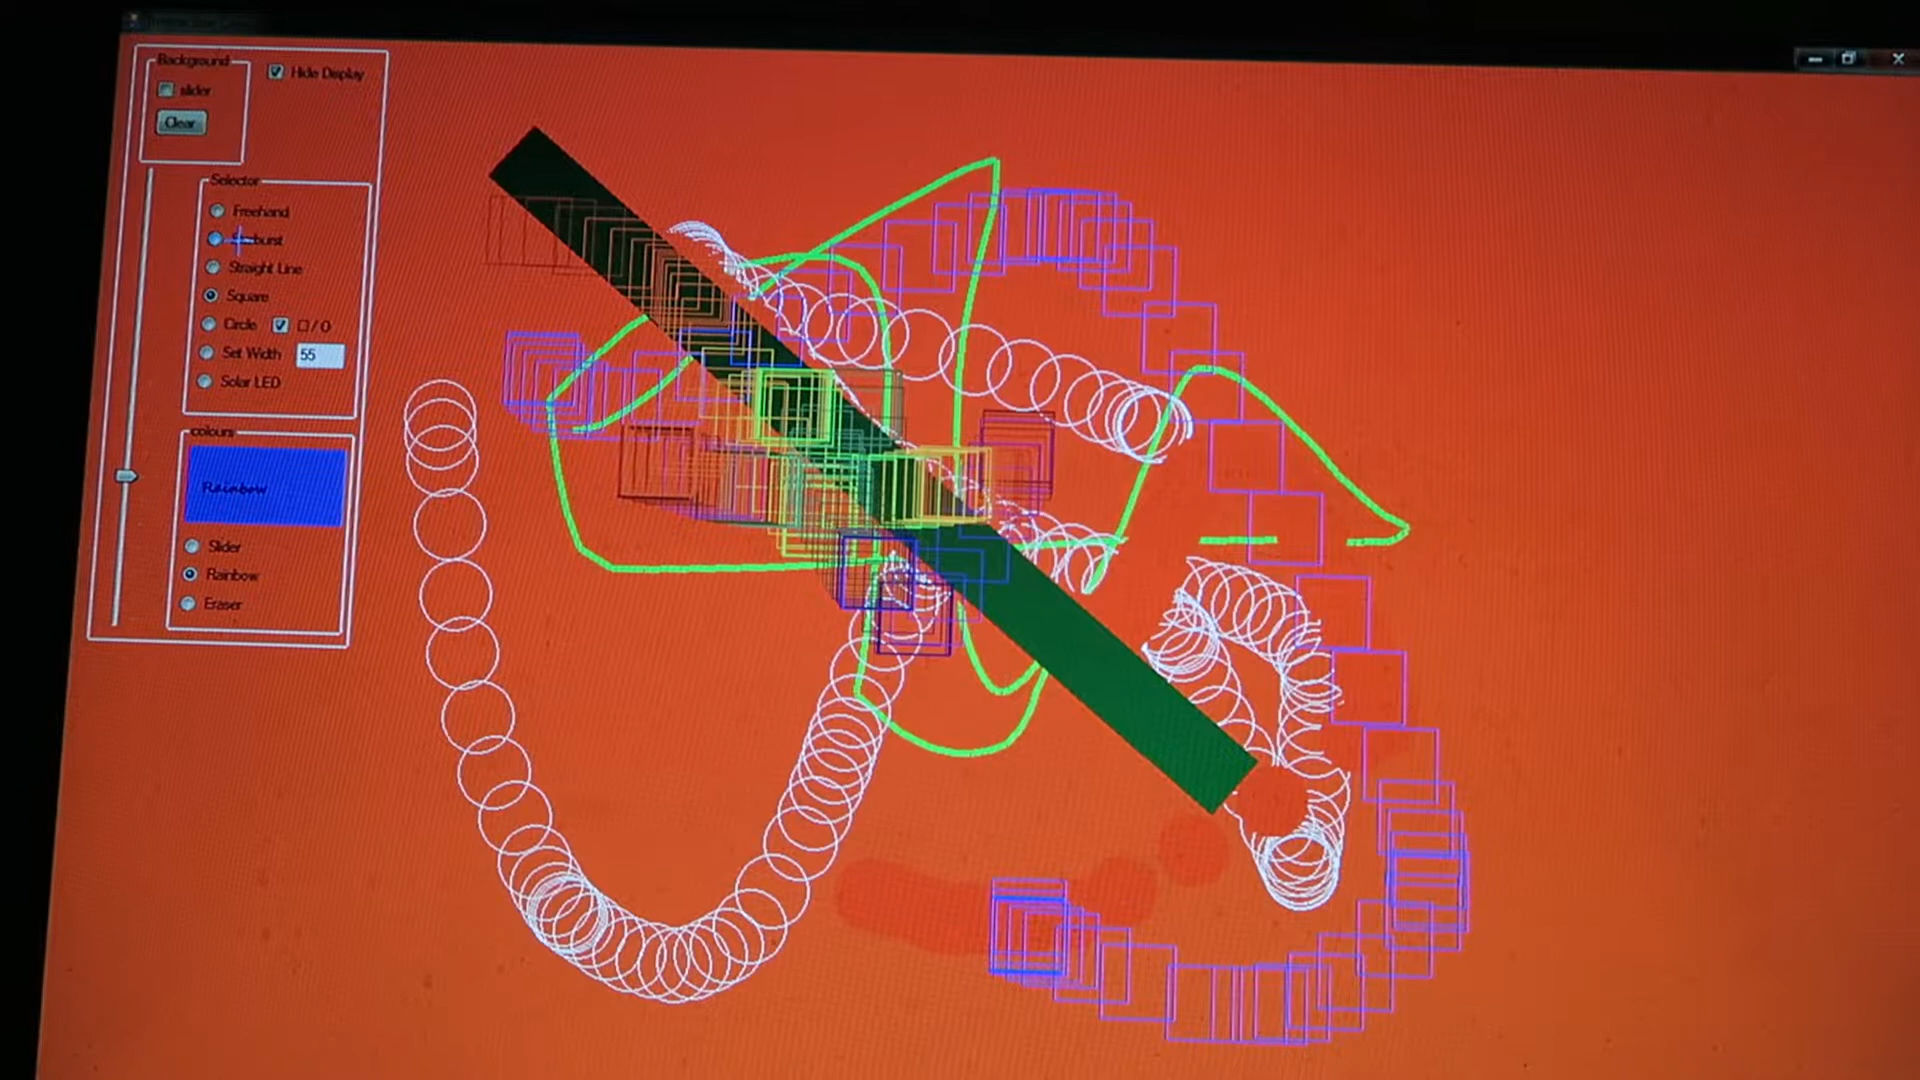 Background
Hide Display
slider
Clear
Selector
Freehand
Straight Line
Square
Circle
□/O
Set Width
55
Solar LED
colours
Rainbow
Slider
Rainbow
Eraser